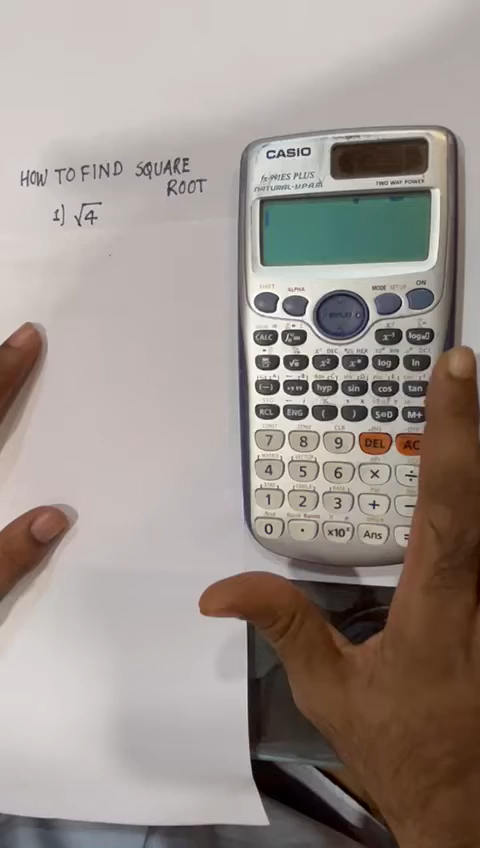 HOW TO FIND SQUARE
ROOT
1) √4
CASIO
fx-991ES PLUS
NATURAL-V.P.A.M.
TWO WAY POWER
SHIFT ALPHA MODE SETUP ON
REPLAY
CALC x⁻¹
hyp sin cos tan
log ln
RCL ENG ( ) S⇔D M+
7 8 9 DEL AC
4 5 6 × ÷
1 2 3 + −
0 • ×10ˣ Ans =